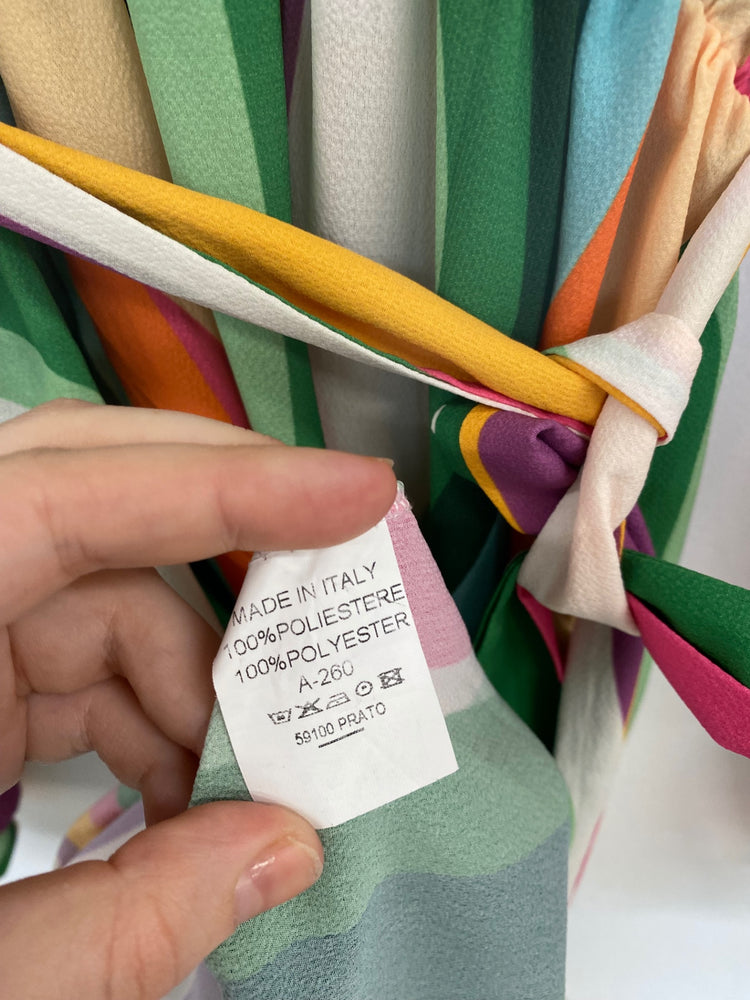 MADE IN ITALY
100%POLIESTERE
100%POLYESTER
A-260
59100 PRATO